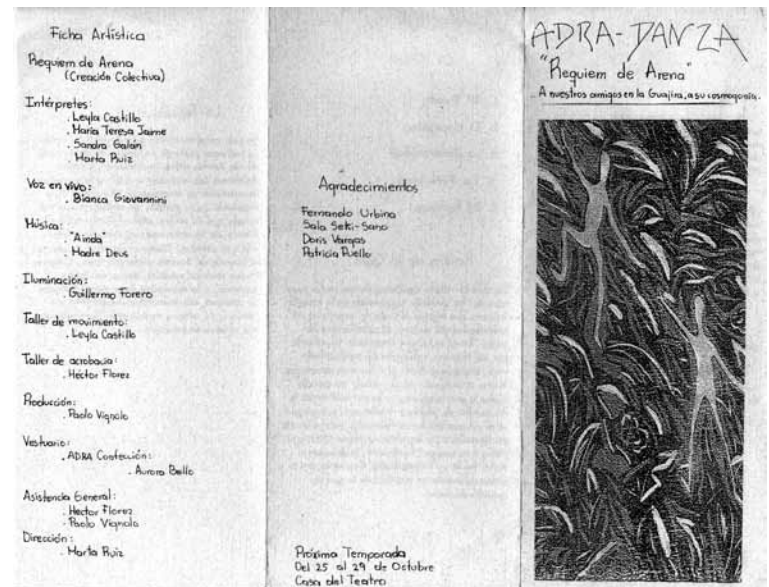 Ficha Artística
Requiem de Arena
(Creación Colectiva)
Intérpretes:
. Leyla Castillo
. María Teresa Jaime
. Sandra Galán
. Marta Ruiz
Voz en vivo:
. Bianca Giovannini
Música:
. "Ainda"
. Madre Deus
Iluminación:
. Guillermo Forero
Taller de movimiento:
. Leyla Castillo
Taller de acrobacia:
. Héctor Florez
Producción:
. Paolo Vignolo
Vestuario:
. ADRA Confección:
. Aurora Bello
Asistencia General:
. Hector Florez
. Paolo Vignolo
Dirección:
. Marta Ruiz
Agradecimientos
Fernando Urbina
Sala Seki-Sano
Doris Vargas
Patricia Ruello
Próxima Temporada
Del 25 al 29 de Octubre
Casa del Teatro
ADRA-DANZA
"Requiem de Arena"
A nuestros amigos en la Guajira, a su cosmogonía.